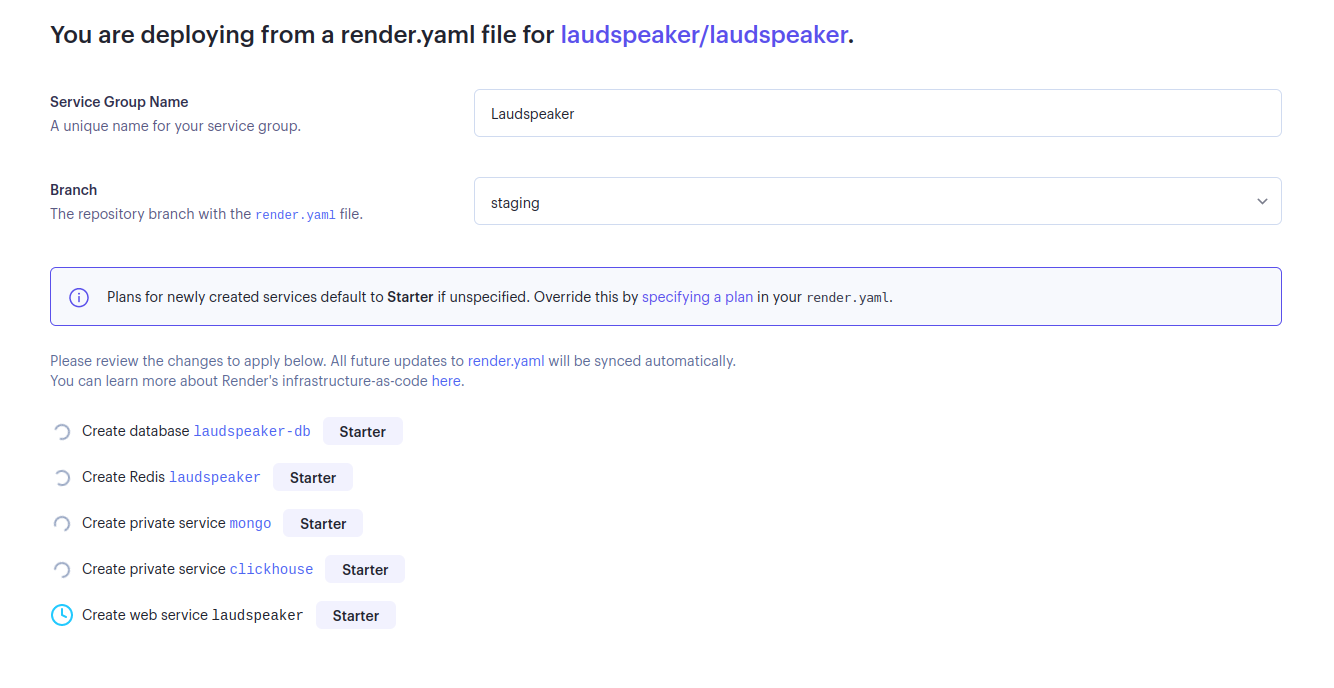 You are deploying from a render.yaml file for laudspeaker/laudspeaker.
Service Group Name
A unique name for your service group.
Laudspeaker
Branch
The repository branch with the render.yaml file.
staging
Plans for newly created services default to Starter if unspecified. Override this by specifying a plan in your render.yaml.
Please review the changes to apply below. All future updates to render.yaml will be synced automatically.
You can learn more about Render's infrastructure-as-code here.
Create database laudspeaker-db Starter
Create Redis laudspeaker Starter
Create private service mongo Starter
Create private service clickhouse Starter
Create web service laudspeaker Starter